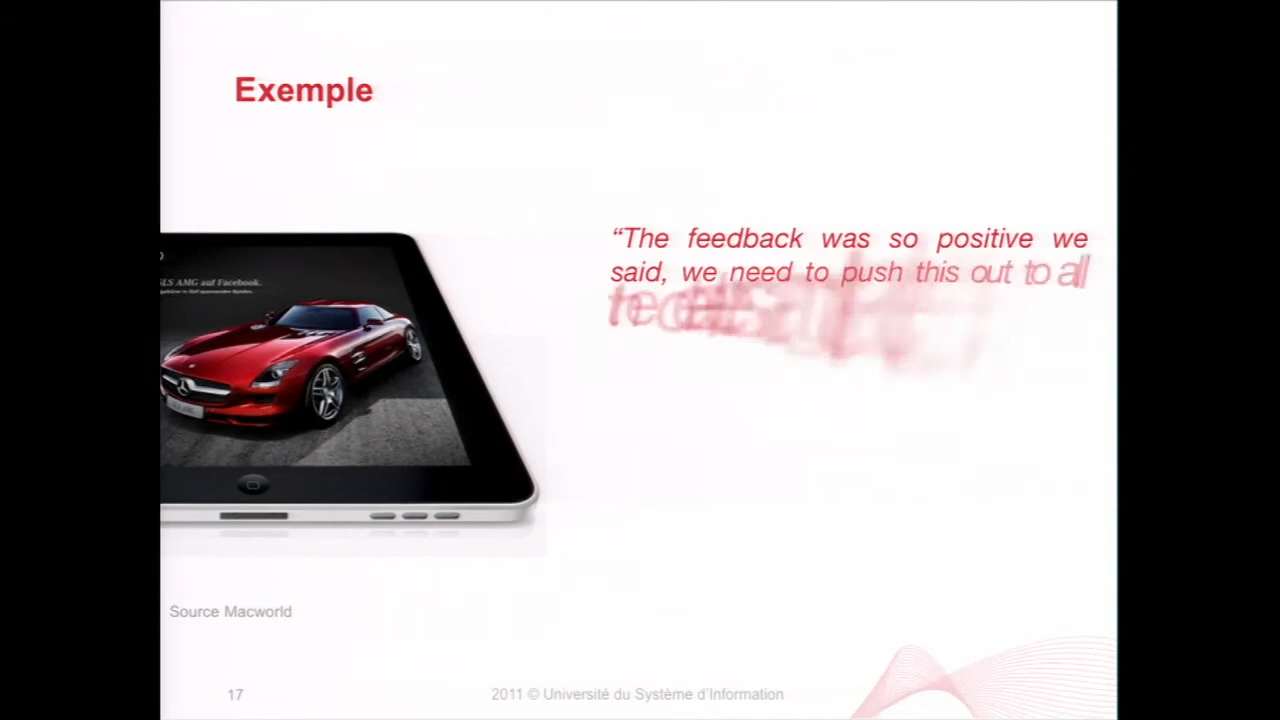 Exemple
“The feedback was so positive we
said, we need to push this out to all
SLS AMG auf Facebook.
Source Macworld
17
2011 © Université du Système d’Information